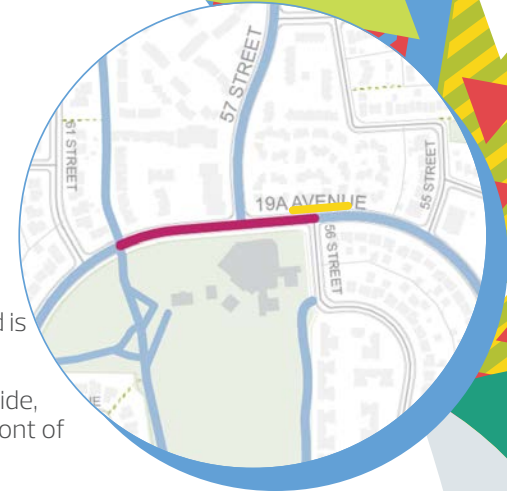 57 STREET
61 STREET
55 STREET
19A AVENUE
56 STREET
d is
ide,
ont of